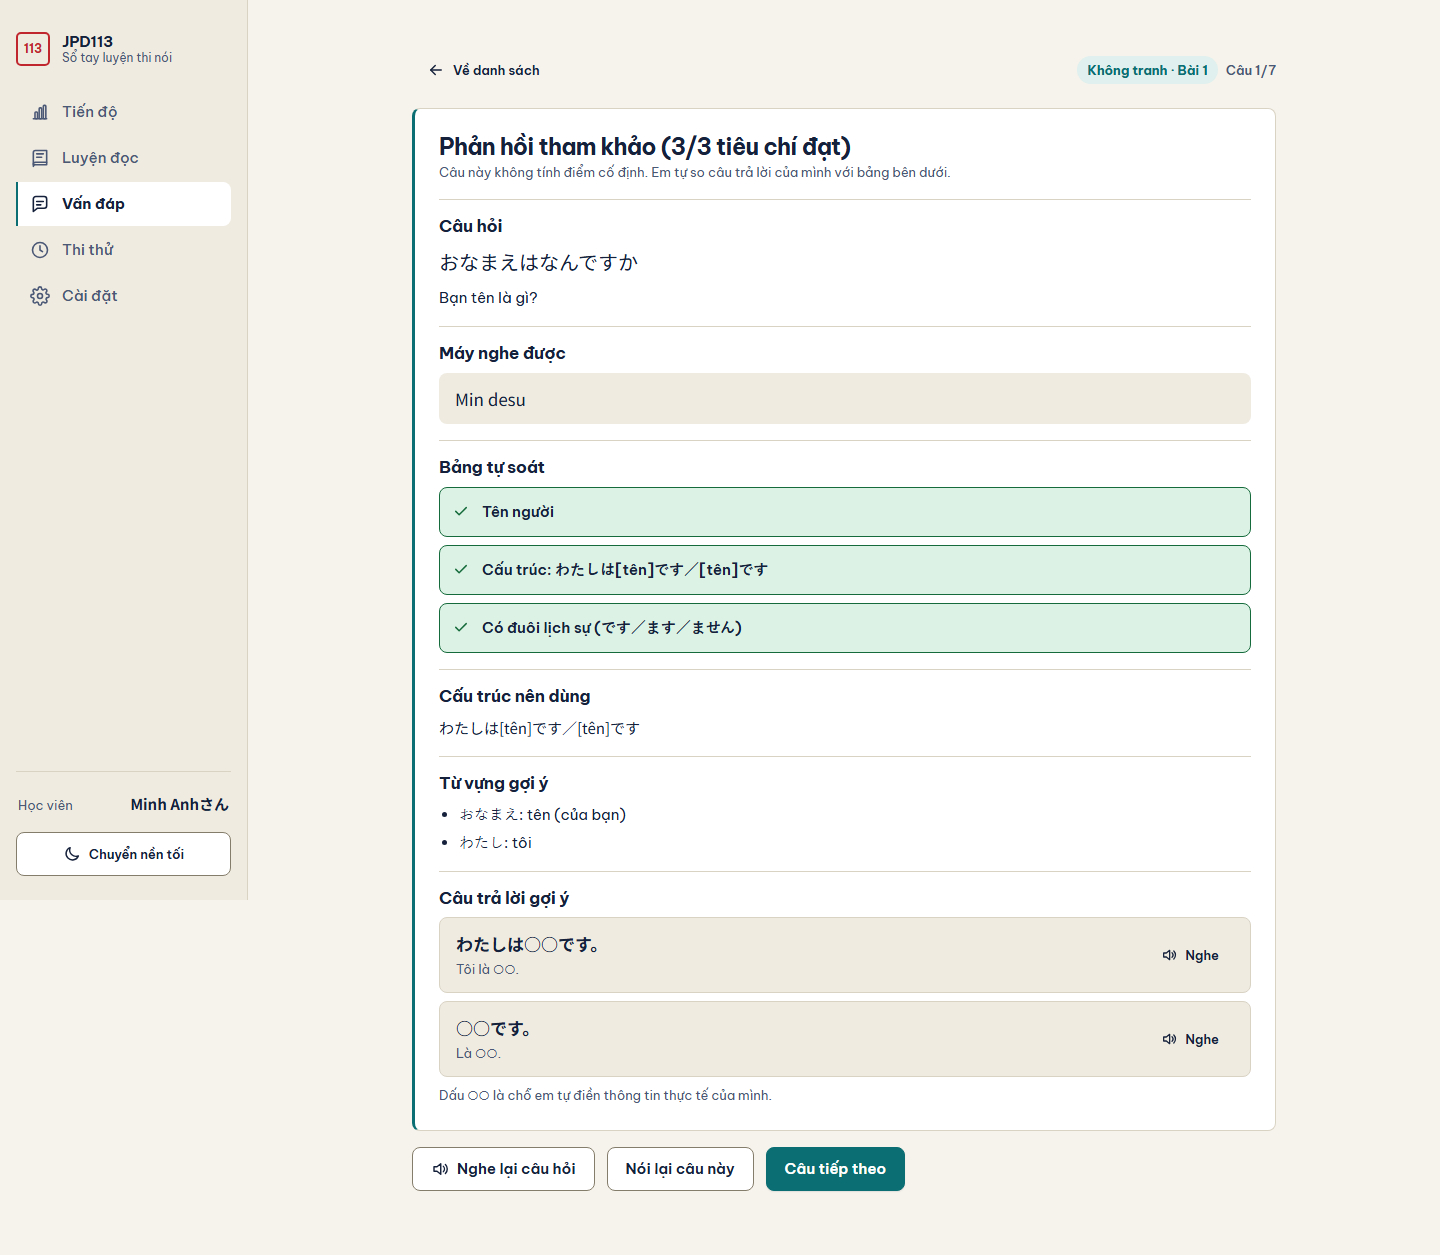 113
JPD113
Sổ tay luyện thi nói
Tiến độ
Luyện đọc
Vấn đáp
Thi thử
Cài đặt
Học viên
Minh Anhさん
Chuyển nền tối
Về danh sách
Không tranh · Bài 1
Câu 1/7
Phản hồi tham khảo (3/3 tiêu chí đạt)
Câu này không tính điểm cố định. Em tự so câu trả lời của mình với bảng bên dưới.
Câu hỏi
おなまえはなんですか
Bạn tên là gì?
Máy nghe được
Min desu
Bảng tự soát
Tên người
Cấu trúc: わたしは[tên]です／[tên]です
Có đuôi lịch sự (です／ます／ません)
Cấu trúc nên dùng
わたしは[tên]です／[tên]です
Từ vựng gợi ý
• おなまえ: tên (của bạn)
• わたし: tôi
Câu trả lời gợi ý
わたしは○○です。
Tôi là ○○.
Nghe
○○です。
Là ○○.
Nghe
Dấu ○○ là chỗ em tự điền thông tin thực tế của mình.
Nghe lại câu hỏi
Nói lại câu này
Câu tiếp theo